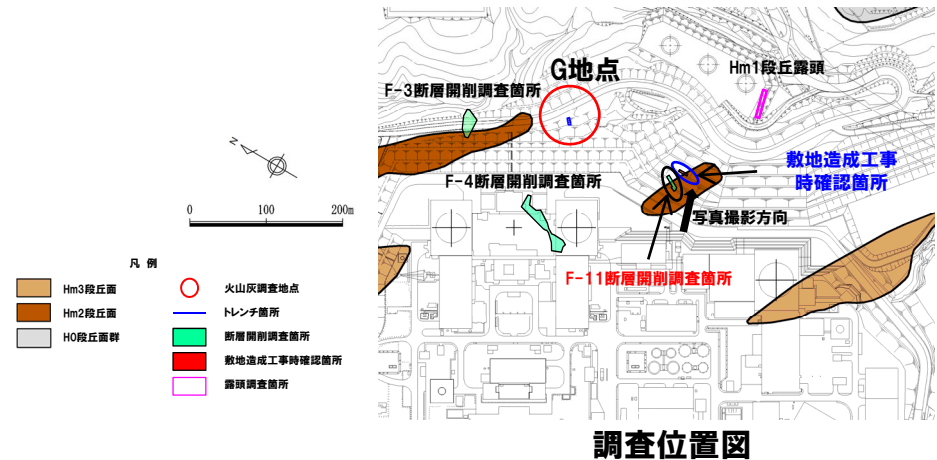 N
0 100 200m
凡 例
Hm3段丘面
Hm2段丘面
H0段丘面群
火山灰調査地点
トレンチ箇所
断層開削調査箇所
敷地造成工事時確認箇所
露頭調査箇所
G地点
Hm1段丘露頭
F-3断層開削調査箇所
敷地造成工事
時確認箇所
F-4断層開削調査箇所
写真撮影方向
F-11断層開削調査箇所
調査位置図